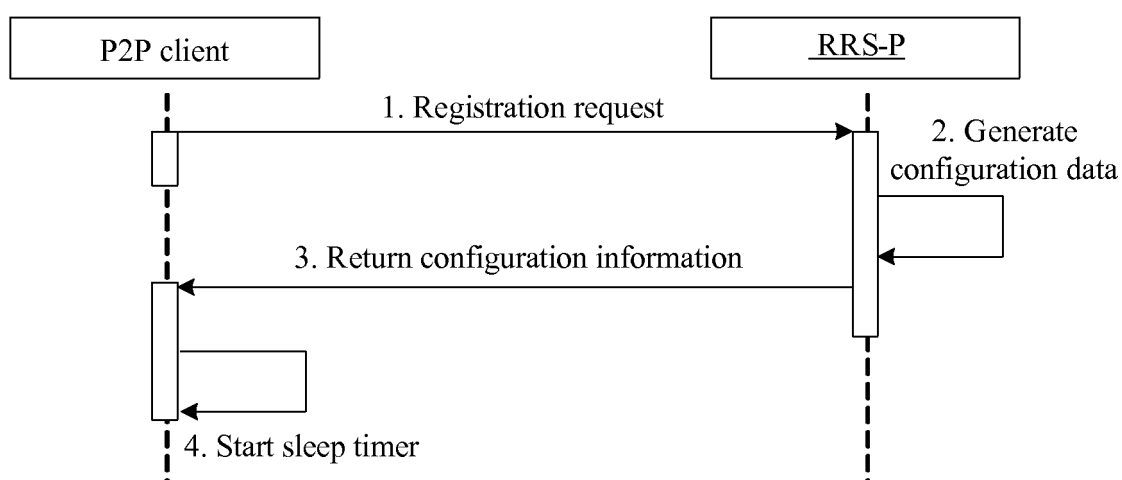 P2P client
RRS-P
1. Registration request
2. Generate
configuration data
3. Return configuration information
4. Start sleep timer